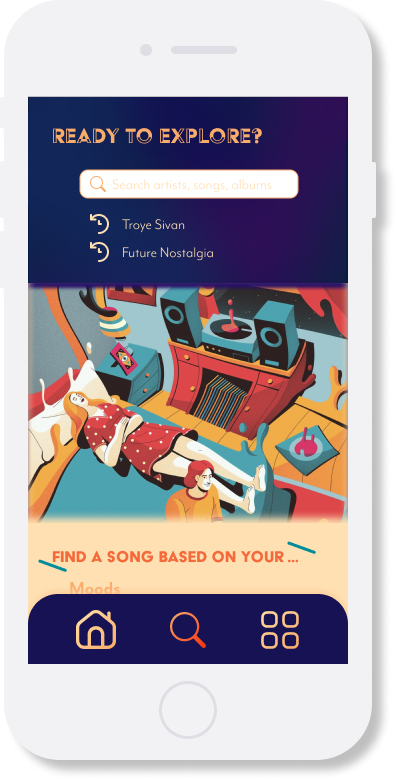 READY TO EXPLORE?
Search artists, songs, albums
Troye Sivan
Future Nostalgia
FIND A SONG BASED ON YOUR ...
Moods